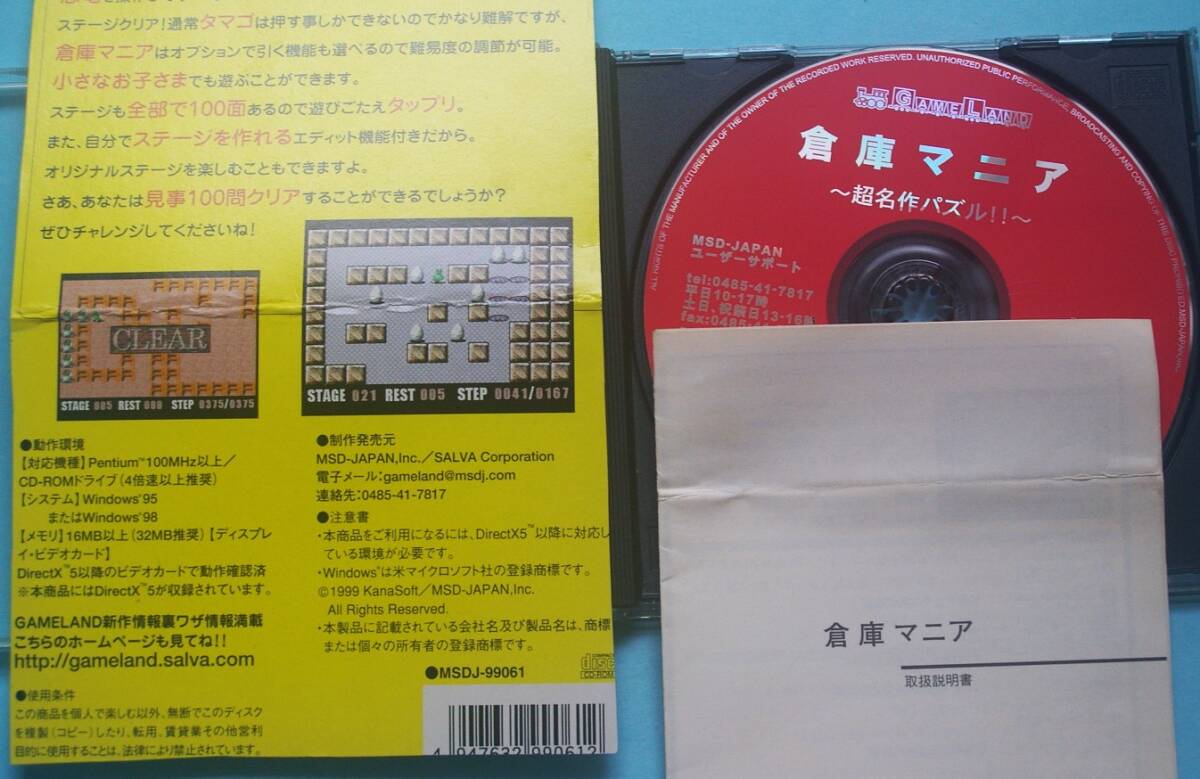 ステージクリア!通常タマゴは押す事しかできないのでかなり難解ですが、
倉庫マニアはオプションで引く機能も選べるので難易度の調節が可能。
小さなお子さまでも遊ぶことができます。
ステージも全部で100面あるので遊びごたえタップリ。
また、自分でステージを作れるエディット機能付きだから。
オリジナルステージを楽しむこともできますよ。
さあ、あなたは見事100問クリアすることができるでしょうか?
ぜひチャレンジしてくださいね!
CLEAR
STAGE 005 REST 000 STEP 0375/0375
STAGE 021 REST 005 STEP 0041/0167
●動作環境
【対応機種】Pentium™100MHz以上/
CD-ROMドライブ(4倍速以上推奨)
【システム】Windows®95
またはWindows®98
【メモリ】16MB以上(32MB推奨)【ディスプレ
イ・ビデオカード】
DirectX™5以降のビデオカードで動作確認済
※本商品にはDirectX™5が収録されています。
GAMELAND新作情報裏ワザ情報満載
こちらのホームページも見てね!!
http://gameland.salva.com
●使用条件
この商品を個人で楽しむ以外、無断でこのディスク
を複製(コピー)したり、転用、賃貸業その他営利
目的に使用することは、法律により禁止されています。
●制作発売元
MSD-JAPAN,Inc./SALVA Corporation
電子メール:gameland@msdj.com
連絡先:0485-41-7817
●注意書
・本商品をご利用になるには、DirectX5™以降に対応し
ている環境が必要です。
・Windows®は米マイクロソフト社の登録商標です。
©1999 KanaSoft/MSD-JAPAN,Inc.
All Rights Reserved.
・本製品に記載されている会社名及び製品名は、商標
または個々の所有者の登録商標です。
●MSDJ-99061
COMPACT
disc
CD-ROM
4 947632 990612
ALL RIGHTS OF THE MANUFACTURER AND OF THE OWNER OF THE RECORDED WORK RESERVED. UNAUTHORIZED PUBLIC PERFORMANCE, BROADCASTING AND COPYING OF THIS DISC PROHIBITED MSD-JAPAN,Inc.
GAMELAND
倉庫マニア
～超名作パズル!!～
MSD-JAPAN
ユーザーサポート
tel:0485-41-7817
平日10-17時
土日、祝祭日13-16時
fax:0485-41
倉庫マニア
取扱説明書